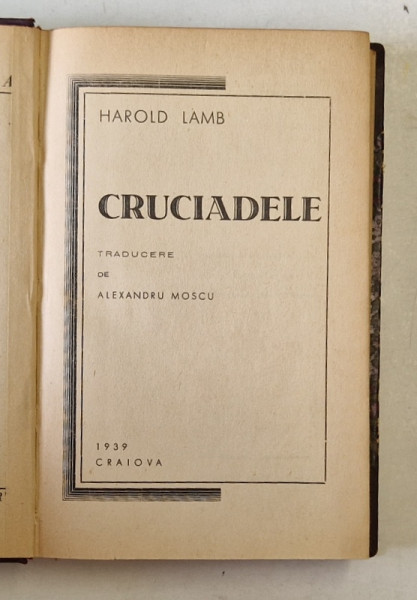 HAROLD LAMB
CRUCIADELE
TRADUCERE
DE
ALEXANDRU MOSCU
1939
CRAIOVA